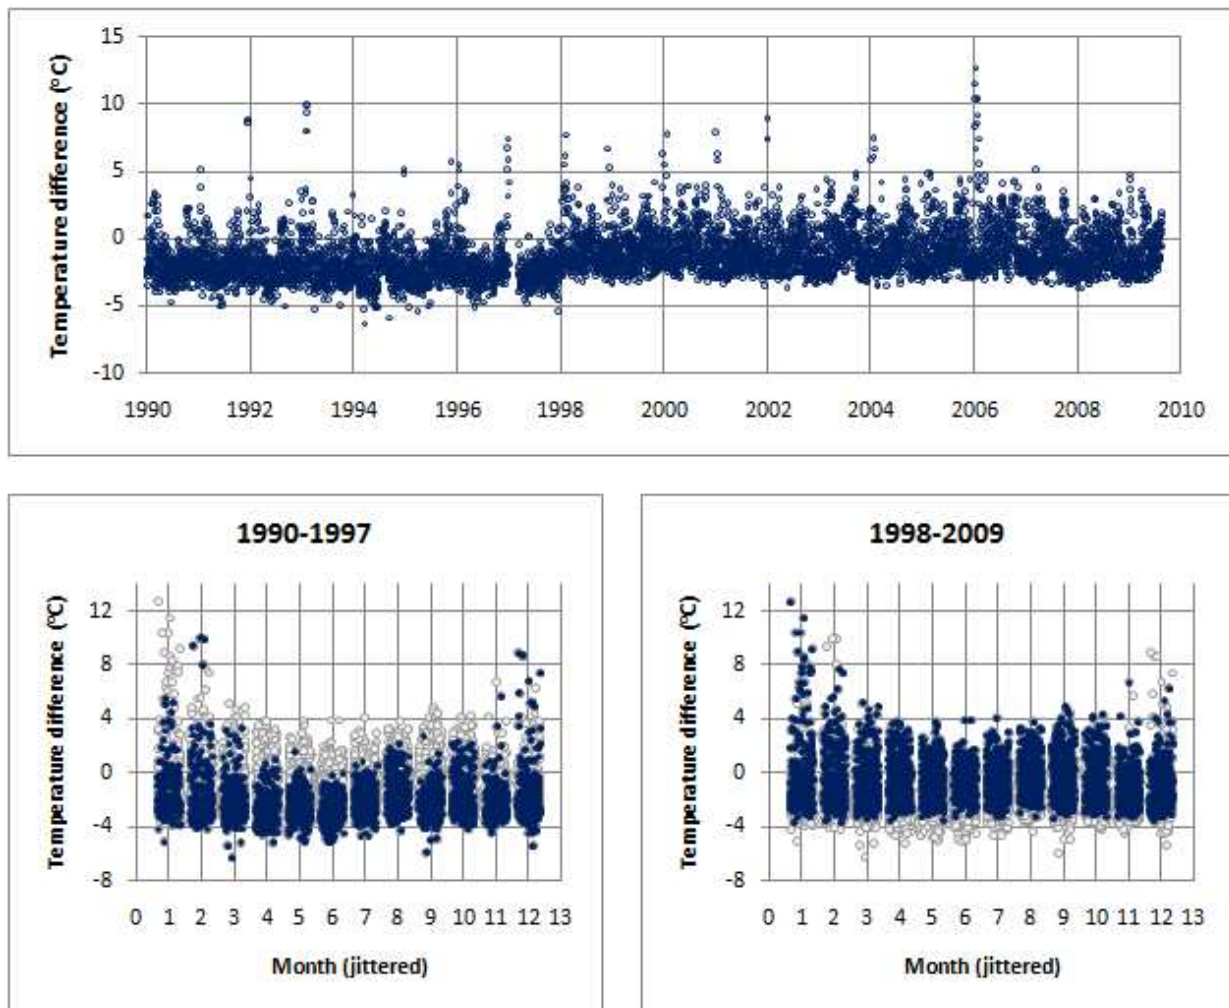 Temperature difference (°C)
15
10
5
0
-5
-10
1990 1992 1994 1996 1998 2000 2002 2004 2006 2008 2010
1990-1997
Temperature difference (°C)
12
8
4
0
-4
-8
0 1 2 3 4 5 6 7 8 9 10 11 12 13
Month (jittered)
1998-2009
Temperature difference (°C)
12
8
4
0
-4
-8
0 1 2 3 4 5 6 7 8 9 10 11 12 13
Month (jittered)